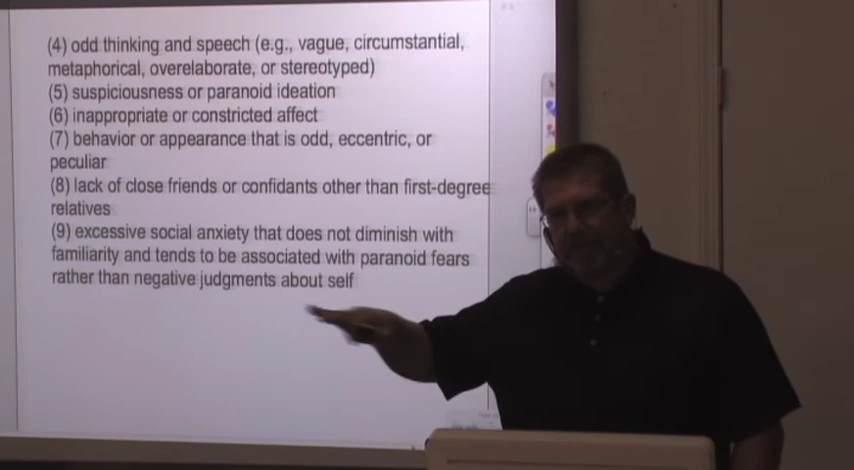 (4) odd thinking and speech (e.g., vague, circumstantial,
metaphorical, overelaborate, or stereotyped)
(5) suspiciousness or paranoid ideation
(6) inappropriate or constricted affect
(7) behavior or appearance that is odd, eccentric, or
peculiar
(8) lack of close friends or confidants other than first-degree
relatives
(9) excessive social anxiety that does not diminish with
familiarity and tends to be associated with paranoid fears
rather than negative judgments about self